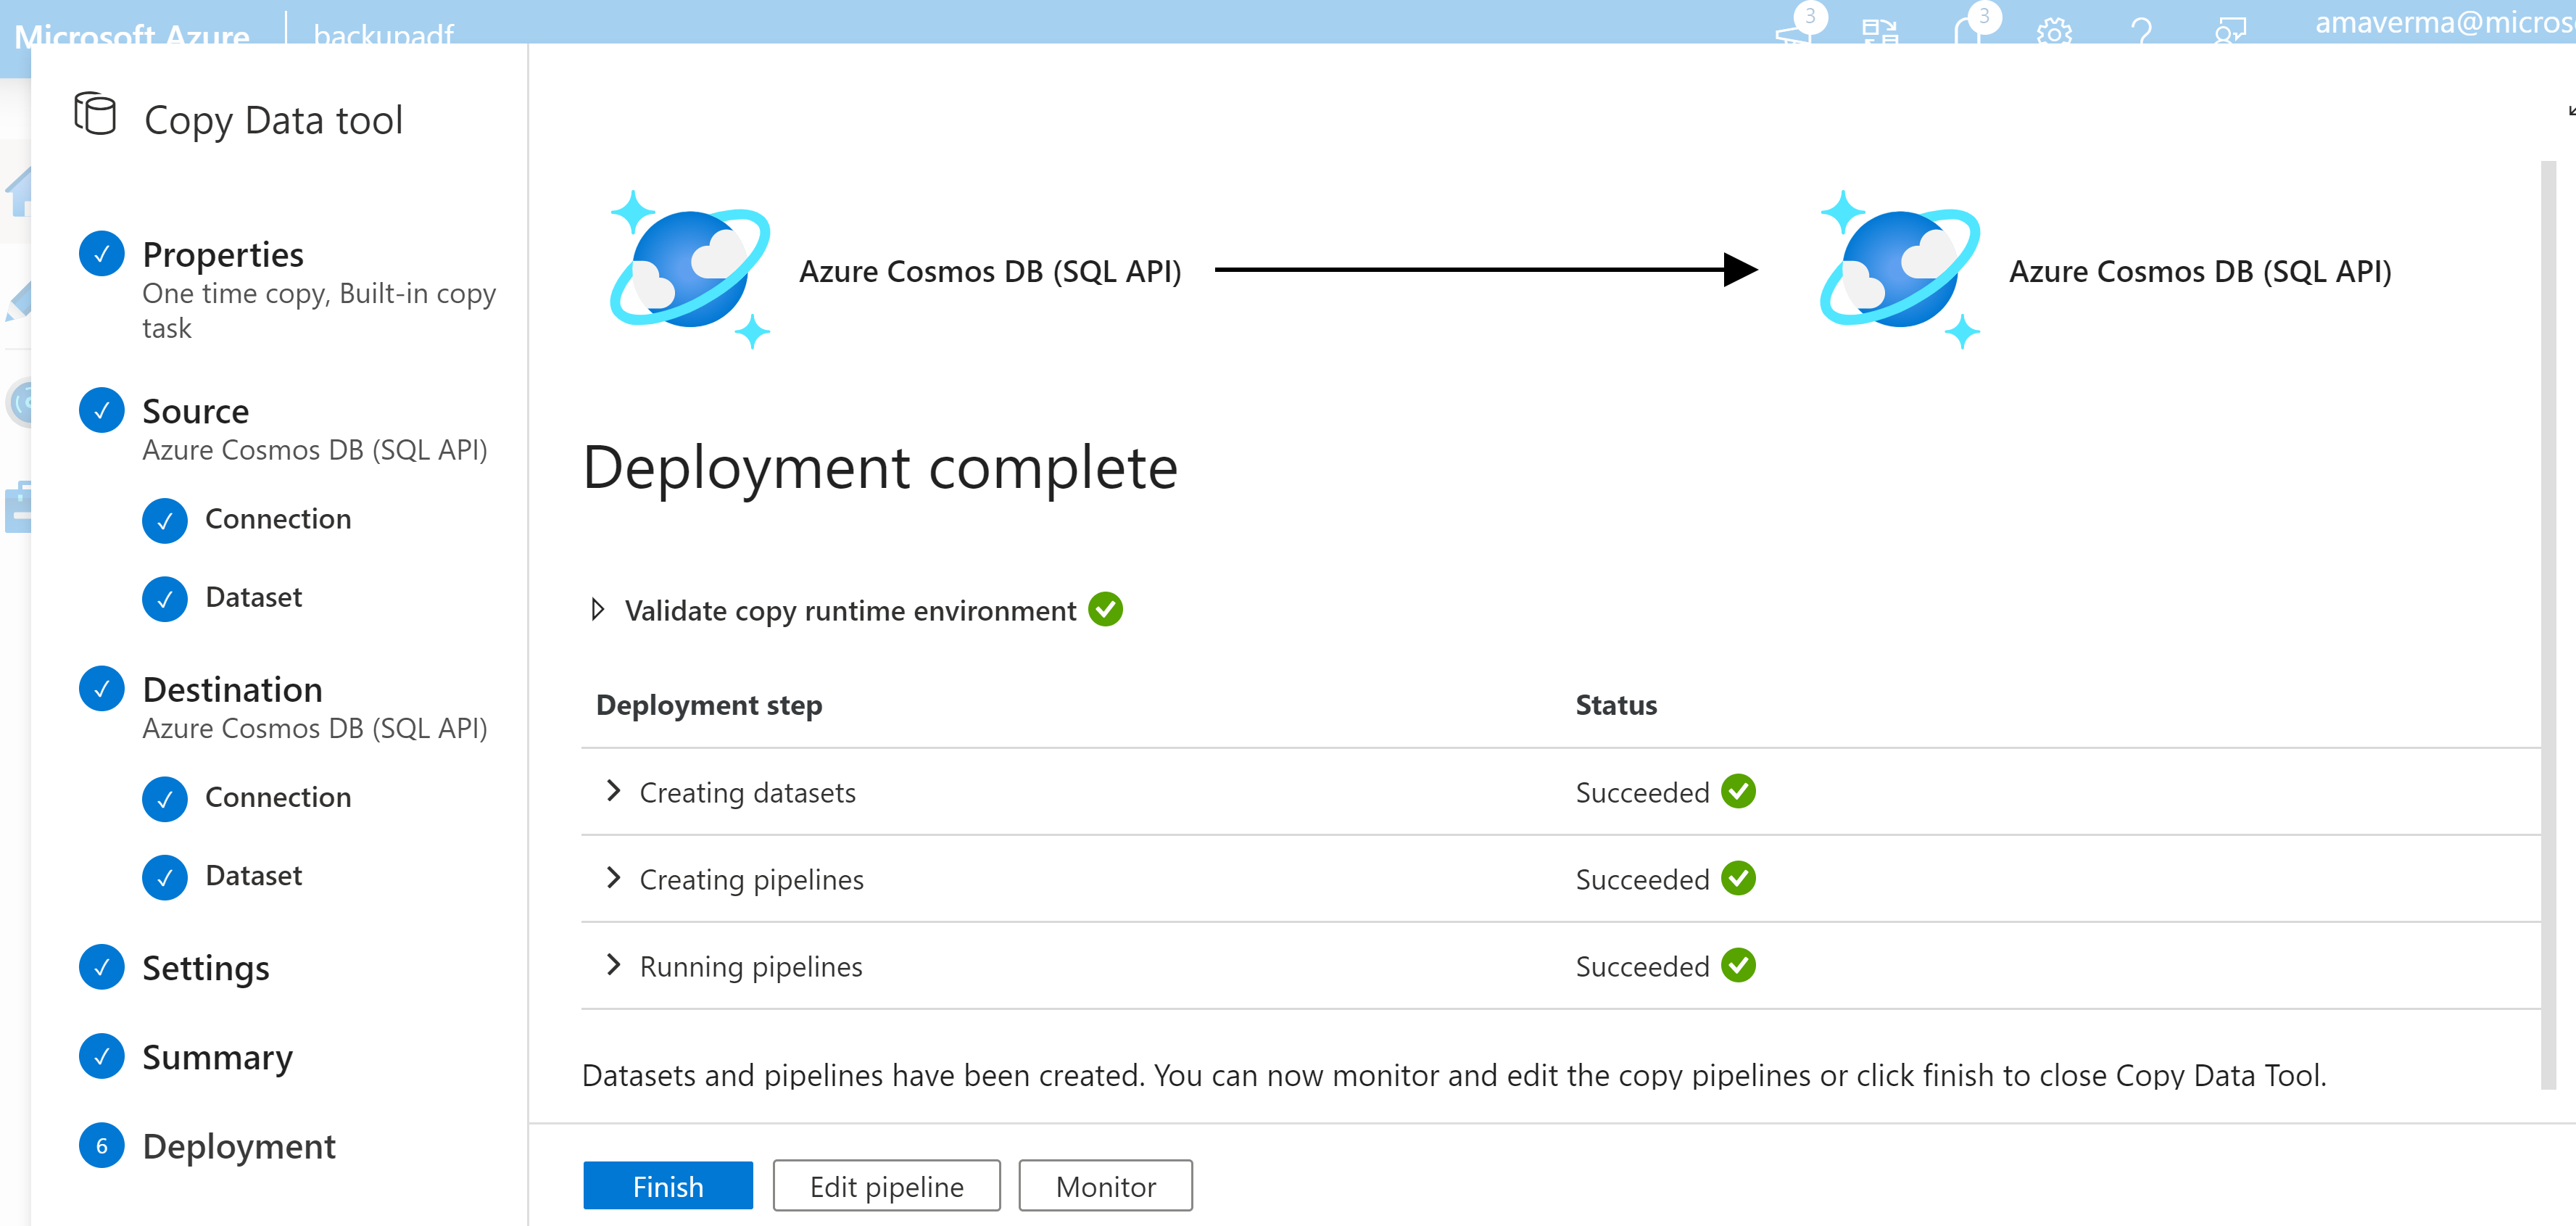 Microsoft Azure
backupadf
3
3
Copy Data tool
Properties
One time copy, Built-in copy
task
Source
Azure Cosmos DB (SQL API)
Connection
Dataset
Destination
Azure Cosmos DB (SQL API)
Connection
Dataset
Settings
Summary
6
Deployment
Azure Cosmos DB (SQL API)
Azure Cosmos DB (SQL API)
Deployment complete
Validate copy runtime environment
Deployment step Status
Creating datasets Succeeded
Creating pipelines Succeeded
Running pipelines Succeeded
Datasets and pipelines have been created. You can now monitor and edit the copy pipelines or click finish to close Copy Data Tool.
Finish Edit pipeline Monitor